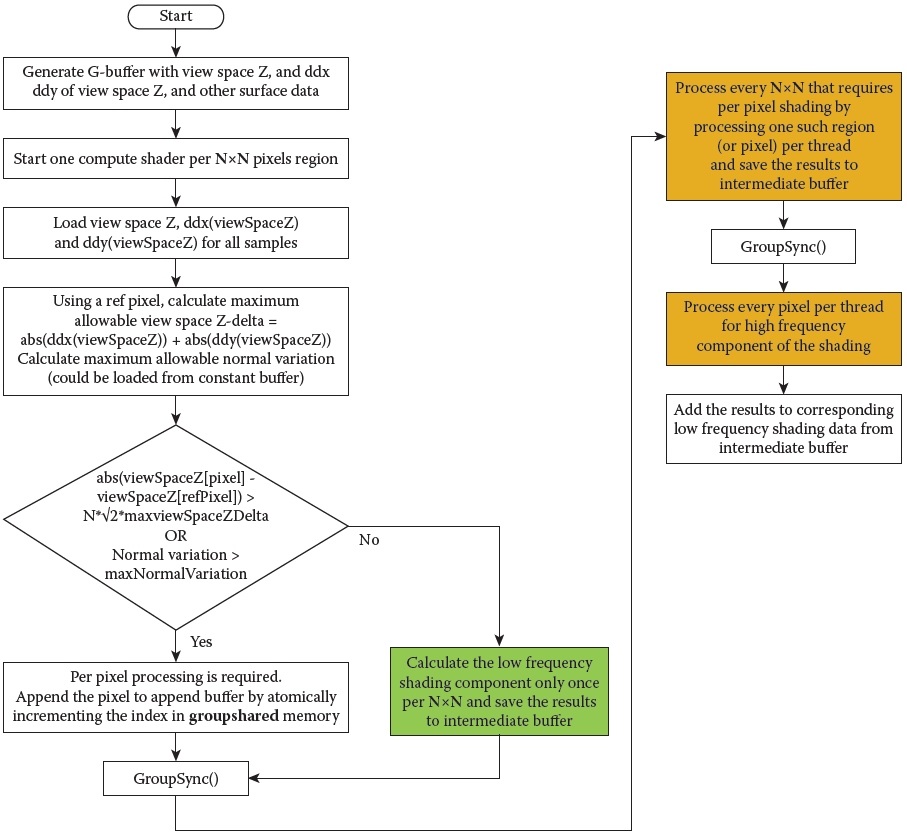 Start
Generate G-buffer with view space Z, and ddx
ddy of view space Z, and other surface data
Start one compute shader per N×N pixels region
Load view space Z, ddx(viewSpaceZ)
and ddy(viewSpaceZ) for all samples
Using a ref pixel, calculate maximum
allowable view space Z-delta =
abs(ddx(viewSpaceZ)) + abs(ddy(viewSpaceZ))
Calculate maximum allowable normal variation
(could be loaded from constant buffer)
abs(viewSpaceZ[pixel] -
viewSpaceZ[refPixel]) >
N*√2*maxviewSpaceZDelta
OR
Normal variation >
maxNormalVariation
No
Yes
Per pixel processing is required.
Append the pixel to append buffer by atomically
incrementing the index in groupshared memory
Calculate the low frequency
shading component only once
per N×N and save the results
to intermediate buffer
GroupSync()
Process every N×N that requires
per pixel shading by
processing one such region
(or pixel) per thread
and save the results to
intermediate buffer
GroupSync()
Process every pixel per thread
for high frequency
component of the shading
Add the results to corresponding
low frequency shading data from
intermediate buffer